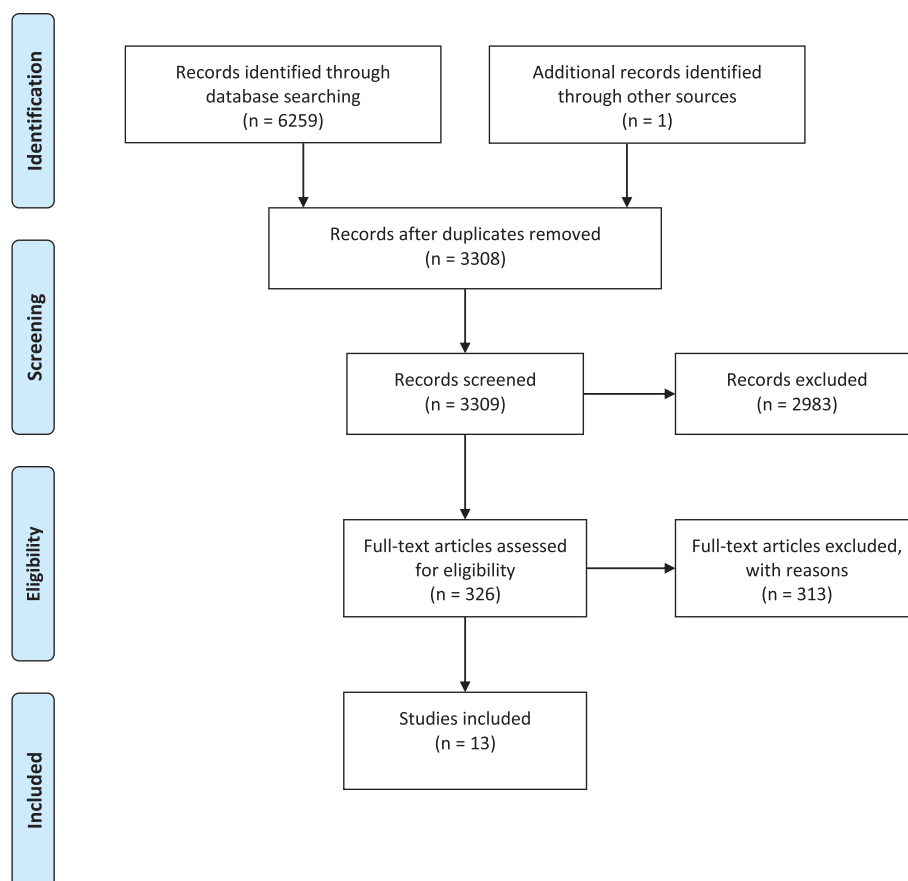 Identification
Records identified through
database searching
(n = 6259)
Additional records identified
through other sources
(n = 1)
Records after duplicates removed
(n = 3308)
Screening
Records screened
(n = 3309)
Records excluded
(n = 2983)
Eligibility
Full-text articles assessed
for eligibility
(n = 326)
Full-text articles excluded,
with reasons
(n = 313)
Included
Studies included
(n = 13)